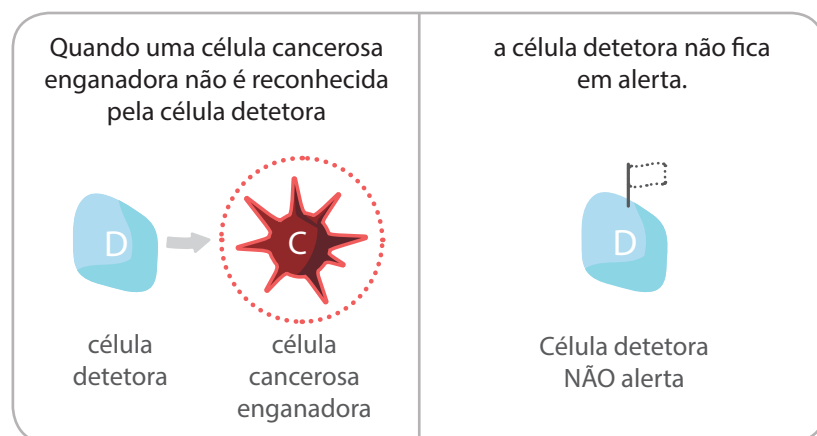 Quando uma célula cancerosa
enganadora não é reconhecida
pela célula detetora
D
C
célula
detetora
célula
cancerosa
enganadora
a célula detetora não fica
em alerta.
D
Célula detetora
NÃO alerta